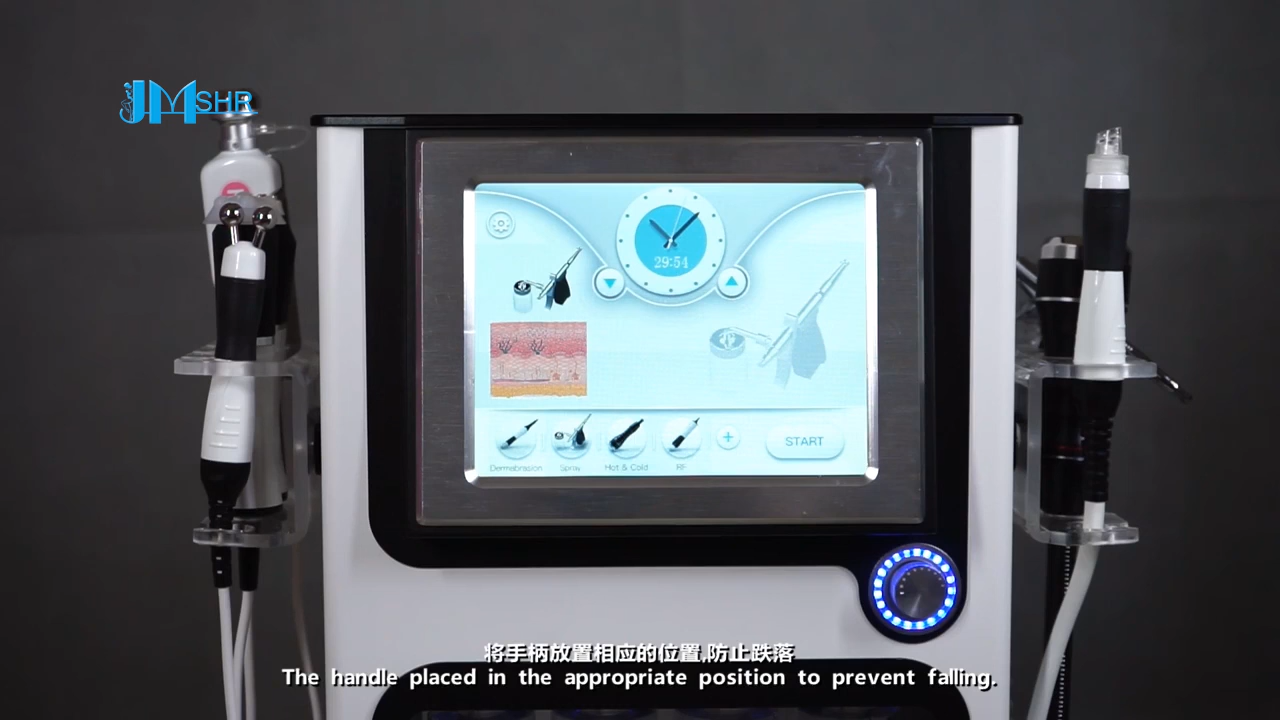 JMSHR
29:54
Dermabrasion
Spray
Hot & Cold
RF
START
将手柄放置相应的位置,防止跌落
The handle placed in the appropriate position to prevent falling.